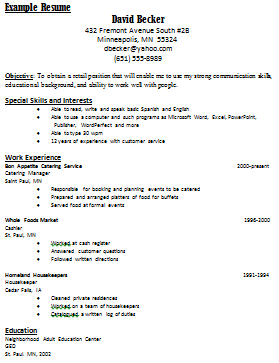 Example Resume
David Becker
432 Fremont Avenue South #2B
Minneapolis, MN 55324
dbecker@yahoo.com
(651) 555-8989
Objective: To obtain a retail position that will enable me to use my strong communication skills,
educational background, and ability to work well with people.
Special Skills and Interests
• Able to read, write and speak basic Spanish and English
• Able to use a computer and such programs as Microsoft Word, Excel, PowerPoint,
Publisher, WordPerfect and more
• Able to type 30 wpm
• 12 years of experience with customer service
Work Experience
Bon Appetite Catering Service 2000-present
Catering Manager
Saint Paul, MN
• Responsible for booking and planning events to be catered
• Prepared and arranged platters of food for buffets
• Served food at formal events
Whole Foods Market 1996-2000
Cashier
St. Paul, MN
• Worked at cash register
• Answered customer questions
• Followed written directions
Homeland Housekeepers 1991-1994
Housekeeper
Cedar Falls, IA
• Cleaned private residences
• Worked on a team of housekeepers
• Catalogued a written log of duties
Education
Neighborhood Adult Education Center
GED
St. Paul, MN, 2002